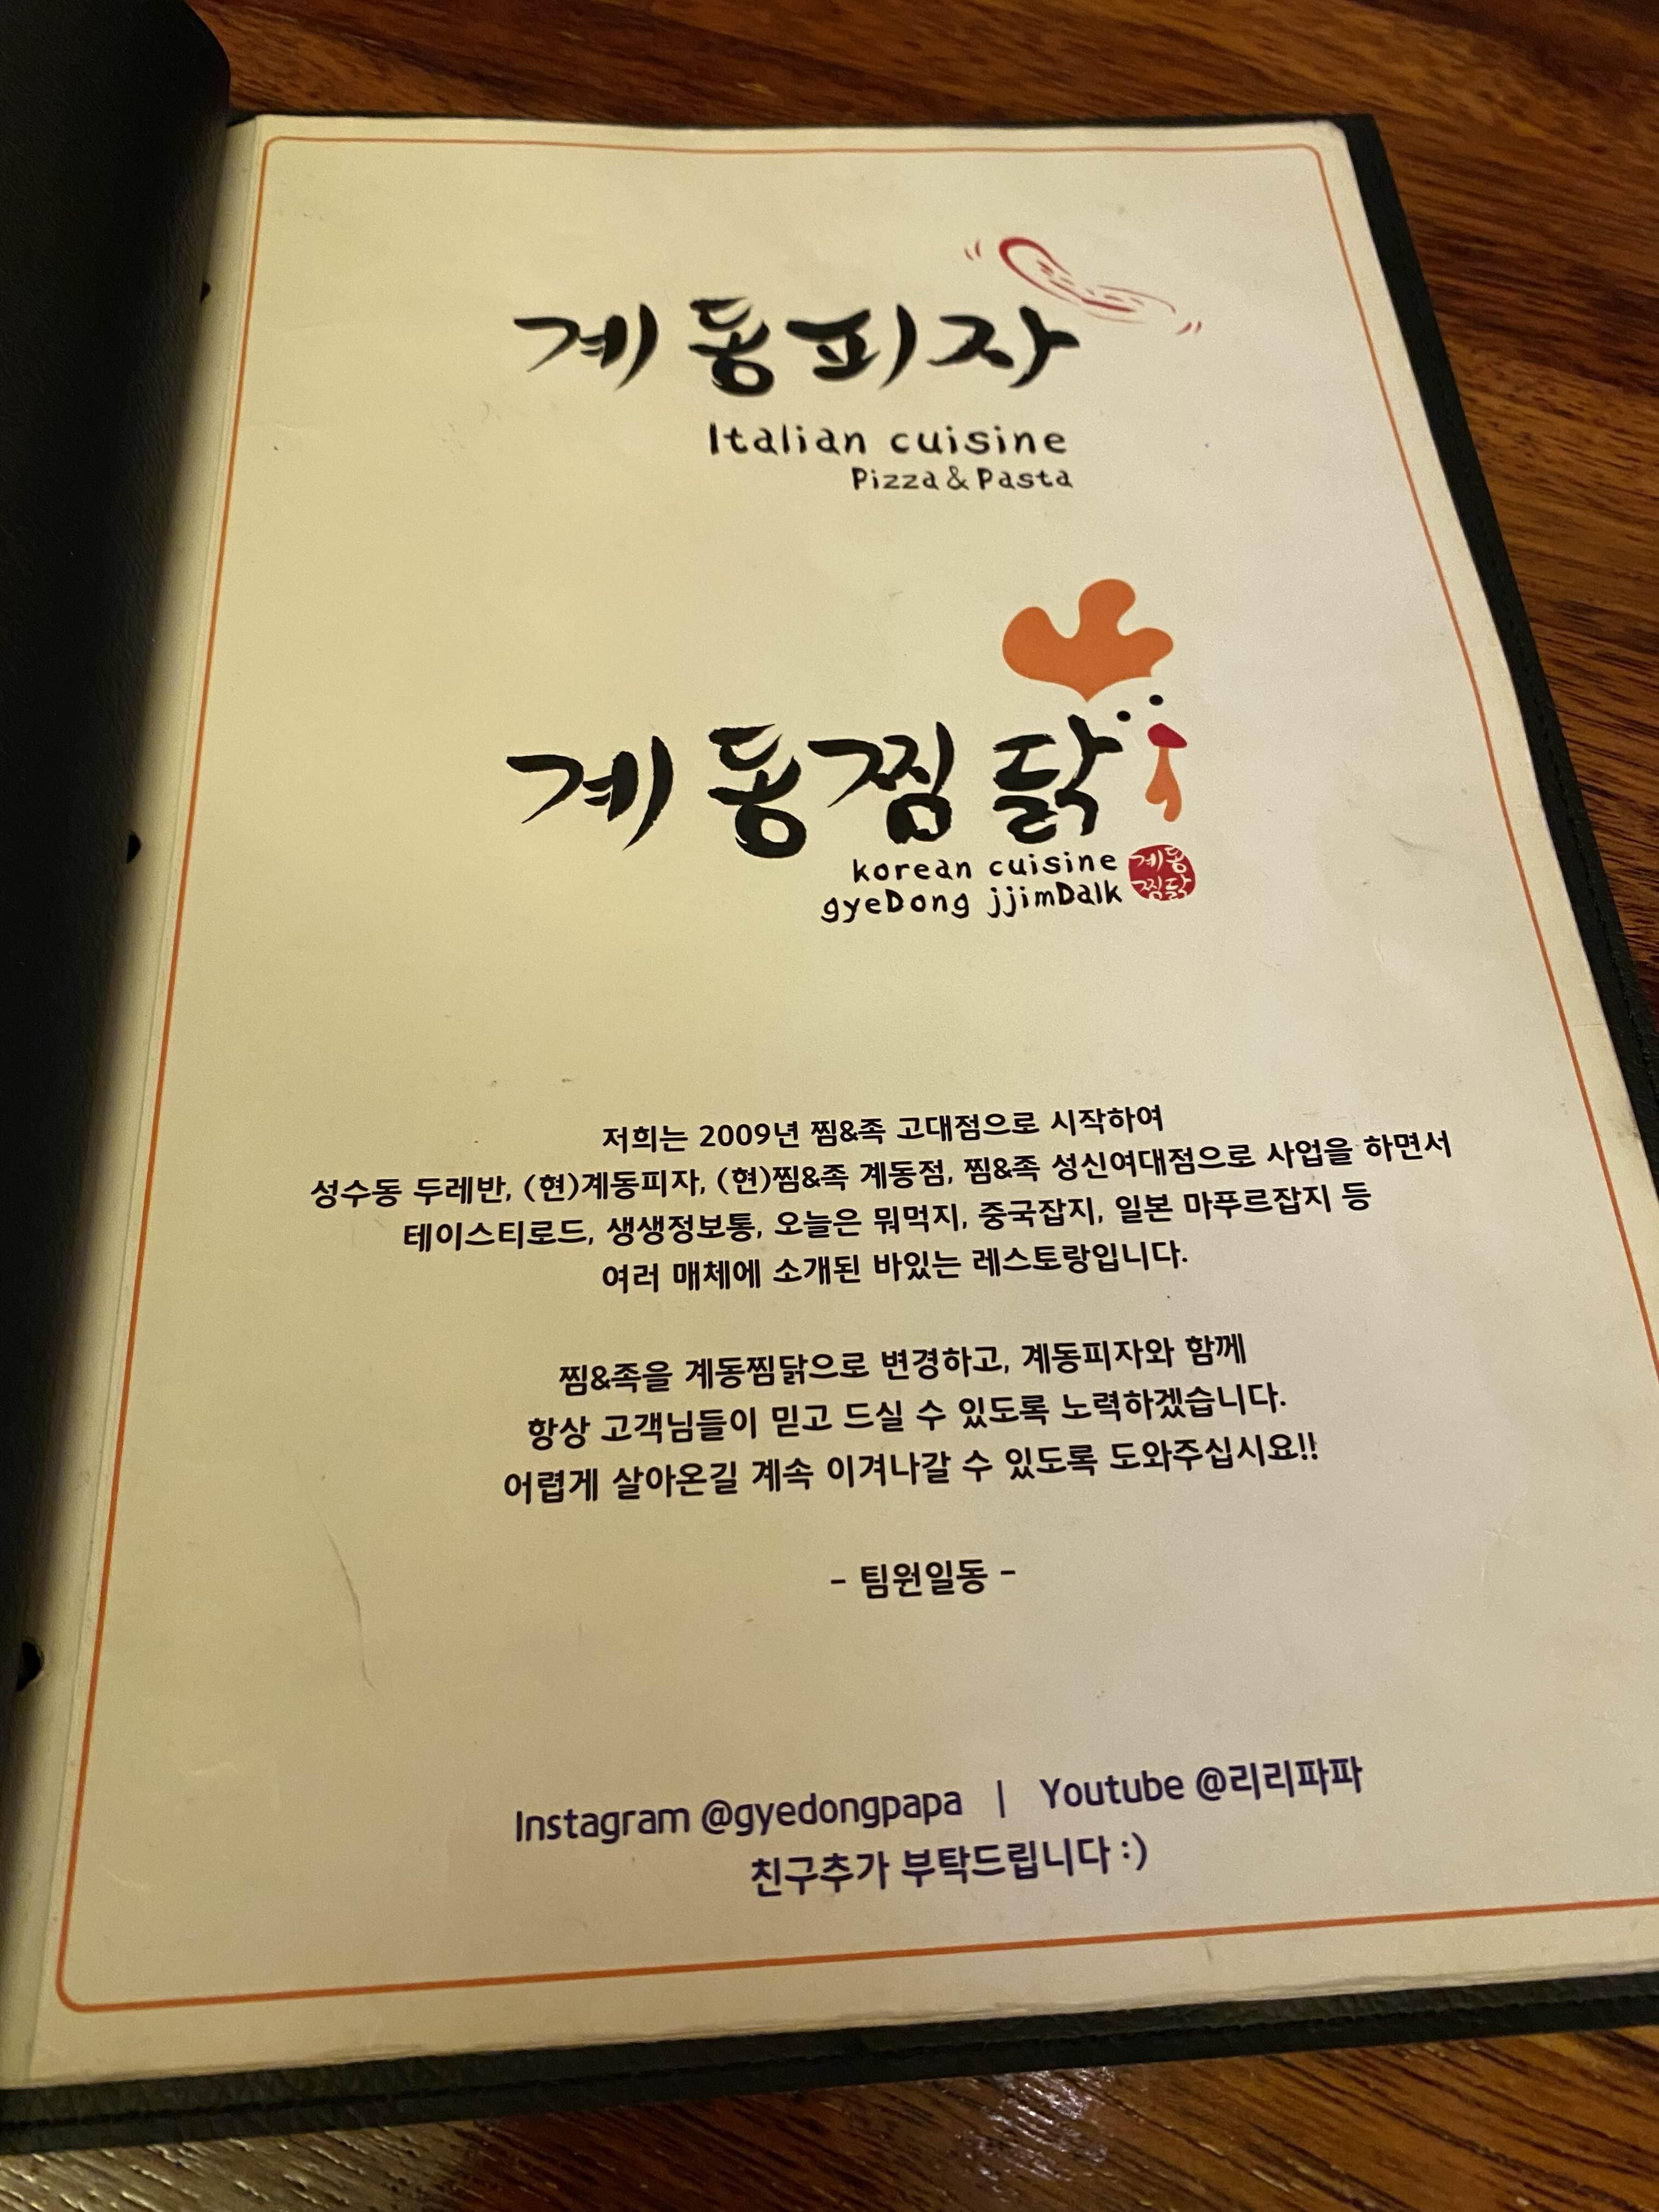 계동피자
Italian cuisine
Pizza & Pasta
계동찜닭
korean cuisine
gyeDong jjimDalk
계동
찜닭
저희는 2009년 찜&족 고대점으로 시작하여
성수동 두레반, (현)계동피자, (현)찜&족 계동점, 찜&족 성신여대점으로 사업을 하면서
테이스티로드, 생생정보통, 오늘은 뭐먹지, 중국잡지, 일본 마푸르잡지 등
여러 매체에 소개된 바있는 레스토랑입니다.
찜&족을 계동찜닭으로 변경하고, 계동피자와 함께
항상 고객님들이 믿고 드실 수 있도록 노력하겠습니다.
어렵게 살아온길 계속 이겨나갈 수 있도록 도와주십시요!!
- 팀원일동 -
Instagram @gyedongpapa | Youtube @리리파파
친구추가 부탁드립니다 :)